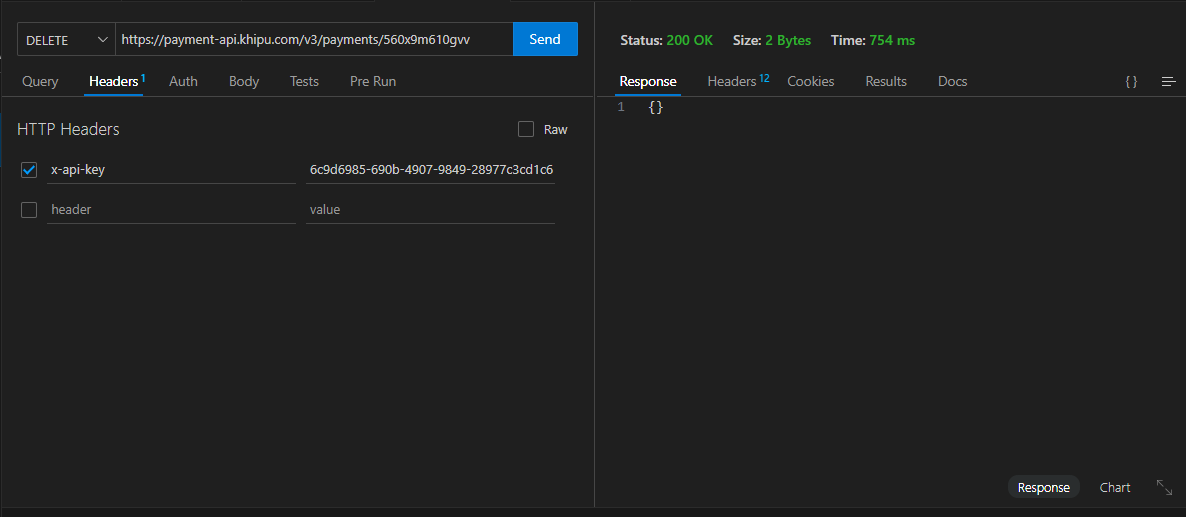 DELETE https://payment-api.khipu.com/v3/payments/560x9m610gvv Send
Query Headers 1 Auth Body Tests Pre Run
HTTP Headers Raw
x-api-key 6c9d6985-690b-4907-9849-28977c3cd1c6
header value
Status: 200 OK Size: 2 Bytes Time: 754 ms
Response Headers 12 Cookies Results Docs {}
1 {}
Response Chart